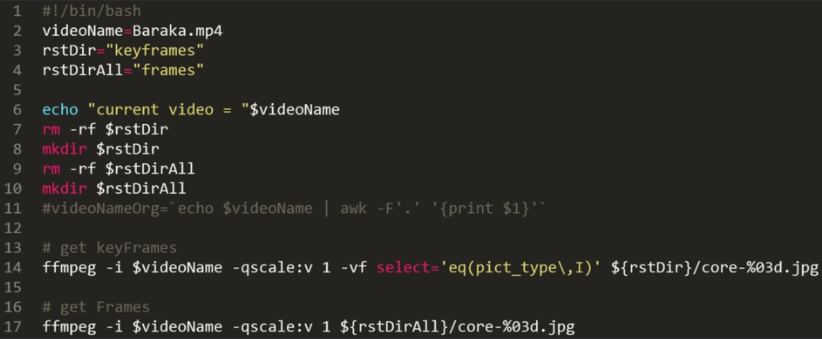 1 #!/bin/bash
2 videoName=Baraka.mp4
3 rstDir="keyframes"
4 rstDirAll="frames"
5
6 echo "current video = "$videoName
7 rm -rf $rstDir
8 mkdir $rstDir
9 rm -rf $rstDirAll
10 mkdir $rstDirAll
11 #videoNameOrg=`echo $videoName | awk -F'.' '{print $1}'`
12
13 # get keyFrames
14 ffmpeg -i $videoName -qscale:v 1 -vf select='eq(pict_type\,I)' ${rstDir}/core-%03d.jpg
15
16 # get Frames
17 ffmpeg -i $videoName -qscale:v 1 ${rstDirAll}/core-%03d.jpg